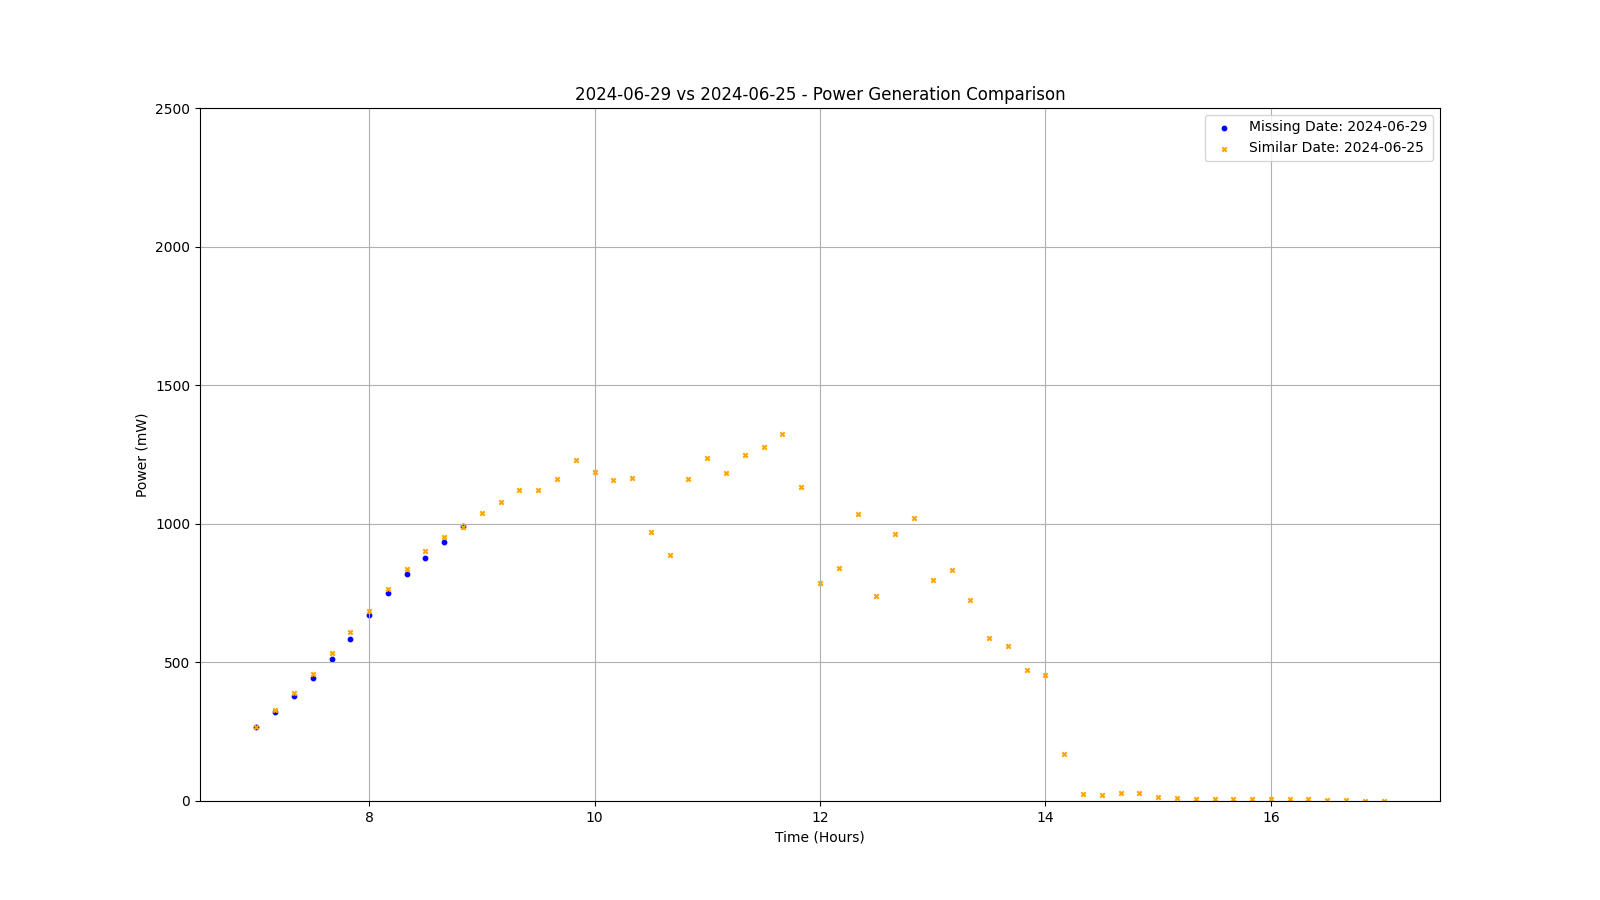 2024-06-29 vs 2024-06-25 - Power Generation Comparison
Missing Date: 2024-06-29
Similar Date: 2024-06-25
2500
2000
1500
1000
500
0
Power (mW)
8
10
12
14
16
Time (Hours)